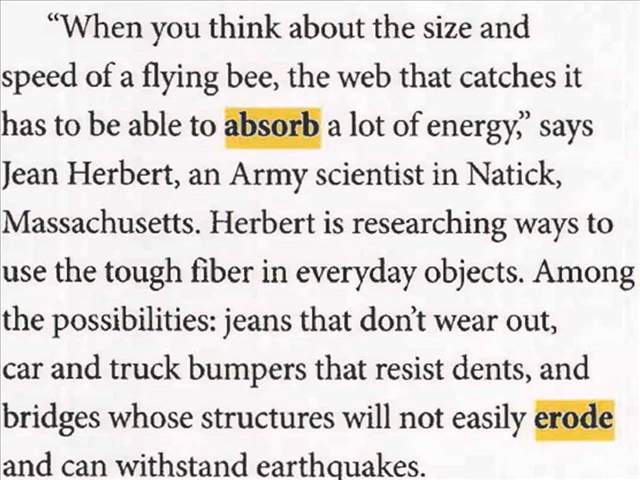 “When you think about the size and
speed of a flying bee, the web that catches it
has to be able to absorb a lot of energy,” says
Jean Herbert, an Army scientist in Natick,
Massachusetts. Herbert is researching ways to
use the tough fiber in everyday objects. Among
the possibilities: jeans that don’t wear out,
car and truck bumpers that resist dents, and
bridges whose structures will not easily erode
and can withstand earthquakes.